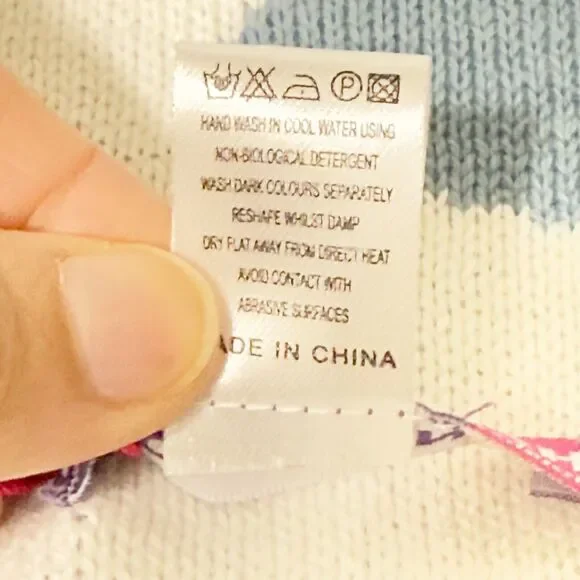 P
HAND WASH IN COOL WATER USING
NON-BIOLOGICAL DETERGENT
WASH DARK COLOURS SEPARATELY
RESHAPE WHILST DAMP
DRY FLAT AWAY FROM DIRECT HEAT
AVOID CONTACT WITH
ABRASIVE SURFACES
ADE IN CHINA